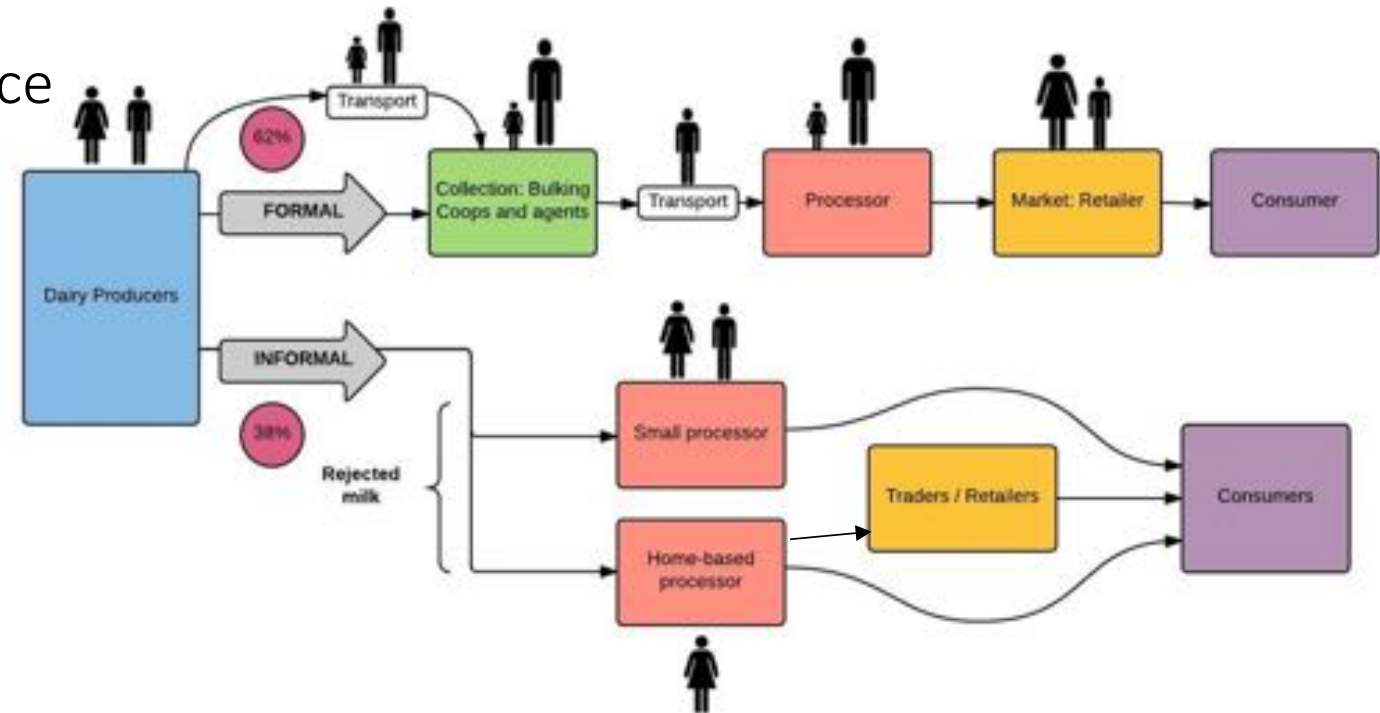 ce
Transport
62%
FORMAL
Collection: Bulking
Coops and agents
Transport
Processor
Market: Retailer
Consumer
Dairy Producers
INFORMAL
38%
Rejected
milk
Small processor
Traders / Retailers
Consumers
Home-based
processor